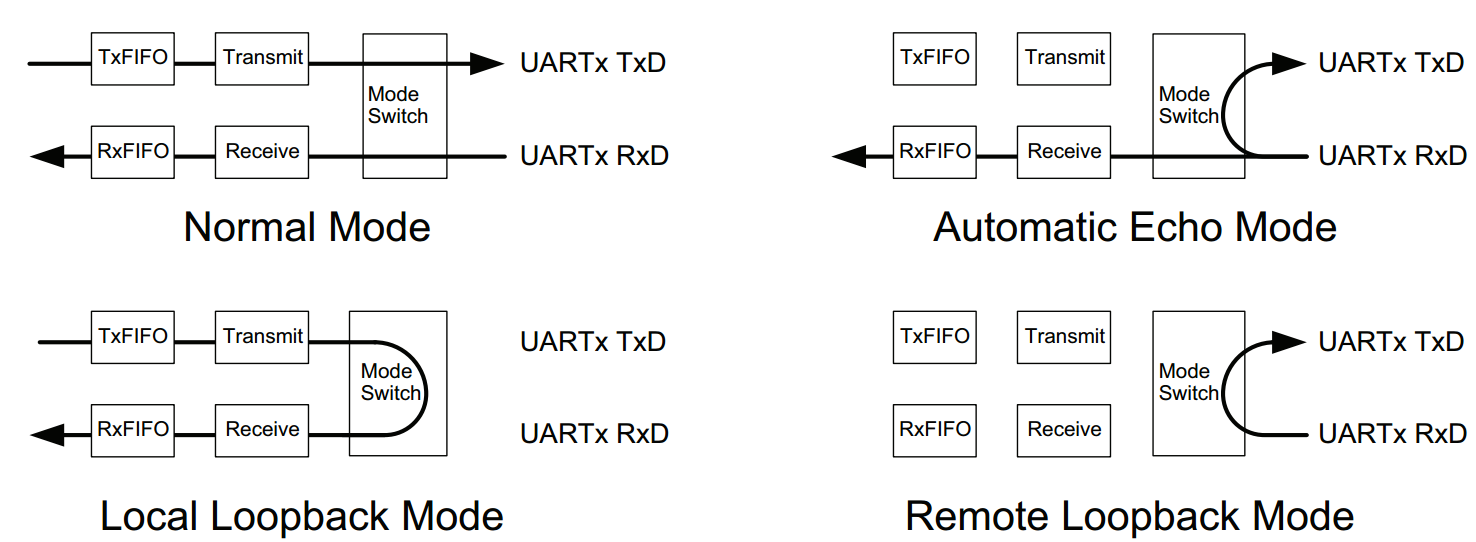 TxFIFO
Transmit
Mode
Switch
UARTx TxD
RxFIFO
Receive
UARTx RxD
Normal Mode
TxFIFO
Transmit
Mode
Switch
UARTx TxD
RxFIFO
Receive
UARTx RxD
Automatic Echo Mode
TxFIFO
Transmit
Mode
Switch
UARTx TxD
RxFIFO
Receive
UARTx RxD
Local Loopback Mode
TxFIFO
Transmit
Mode
Switch
UARTx TxD
RxFIFO
Receive
UARTx RxD
Remote Loopback Mode